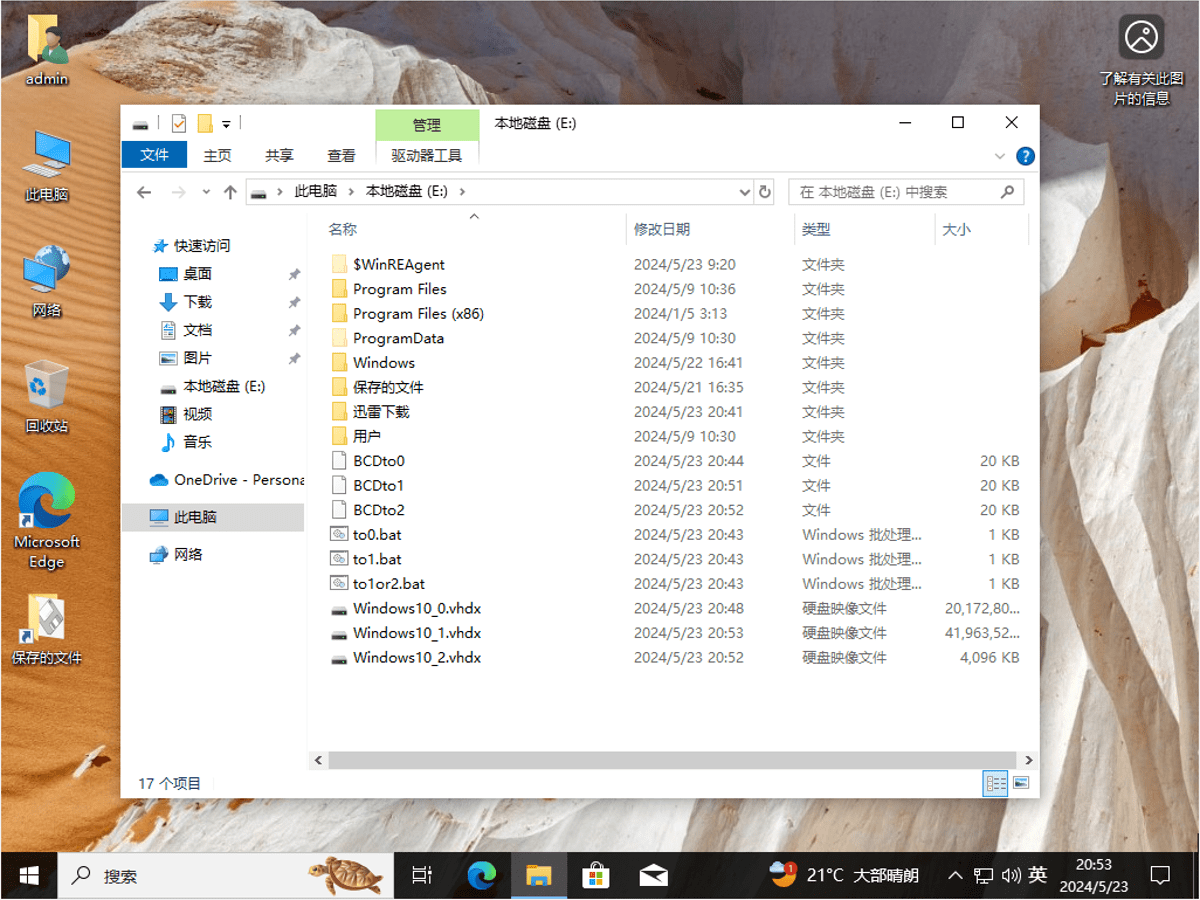 admin
此电脑
网络
回收站
Microsoft
Edge
保存的文件
了解有关此图
片的信息
管理
本地磁盘 (E:)
文件
主页
共享
查看
驱动器工具
此电脑
本地磁盘 (E:)
在 本地磁盘 (E:) 中搜索
快速访问
桌面
下载
文档
图片
本地磁盘 (E:)
视频
音乐
OneDrive - Persona
此电脑
网络
名称 修改日期 类型 大小
$WinREAgent 2024/5/23 9:20 文件夹
Program Files 2024/5/9 10:36 文件夹
Program Files (x86) 2024/1/5 3:13 文件夹
ProgramData 2024/5/9 10:30 文件夹
Windows 2024/5/22 16:41 文件夹
保存的文件 2024/5/21 16:35 文件夹
迅雷下载 2024/5/23 20:41 文件夹
用户 2024/5/9 10:30 文件夹
BCDto0 2024/5/23 20:44 文件 20 KB
BCDto1 2024/5/23 20:51 文件 20 KB
BCDto2 2024/5/23 20:52 文件 20 KB
to0.bat 2024/5/23 20:43 Windows 批处理... 1 KB
to1.bat 2024/5/23 20:43 Windows 批处理... 1 KB
to1or2.bat 2024/5/23 20:43 Windows 批处理... 1 KB
Windows10_0.vhdx 2024/5/23 20:48 硬盘映像文件 20,172,80...
Windows10_1.vhdx 2024/5/23 20:53 硬盘映像文件 41,963,52...
Windows10_2.vhdx 2024/5/23 20:52 硬盘映像文件 4,096 KB
17 个项目
搜索
1
21°C 大部晴朗
英
20:53
2024/5/23